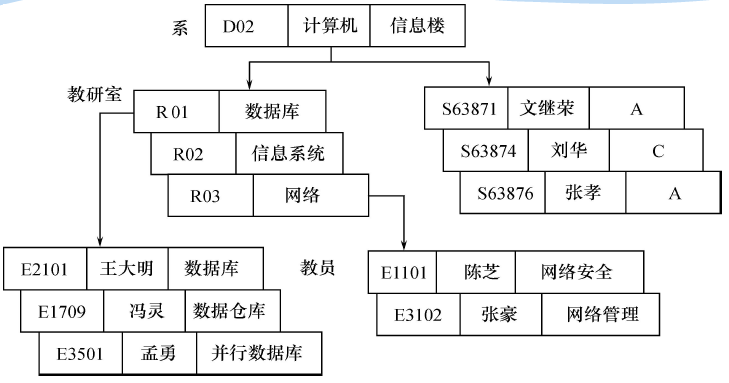 系 D02 计算机 信息楼
教研室
R 01 数据库
R02 信息系统
R03 网络
S63871 文继荣 A
S63874 刘华 C
S63876 张孝 A
E2101 王大明 数据库
E1709 冯灵 数据仓库
E3501 孟勇 并行数据库
教员
E1101 陈芝 网络安全
E3102 张豪 网络管理